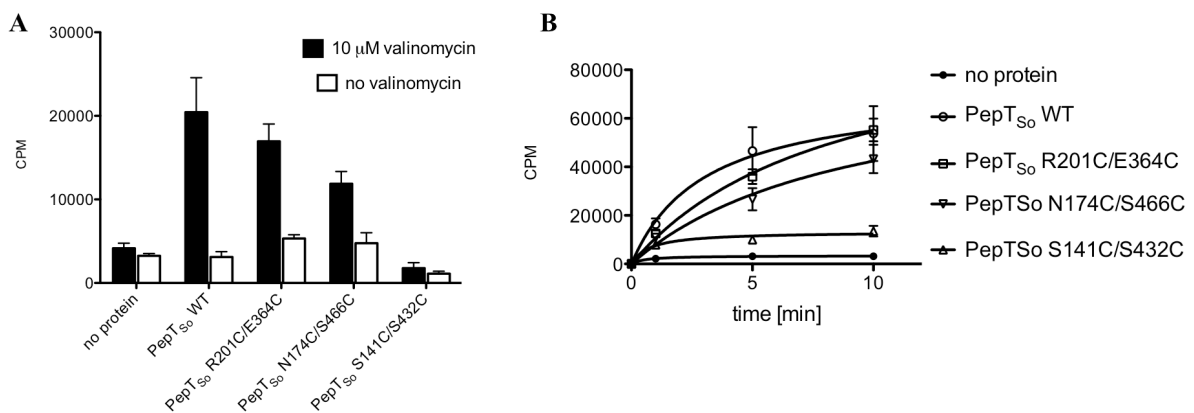 A
30000
20000
10000
0
CPM
10 µM valinomycin
no valinomycin
no protein
PepTSo WT
PepTSo R201C/E364C
PepTSo N174C/S466C
PepTSo S141C/S432C
B
80000
60000
40000
20000
0
CPM
0
5
10
time [min]
no protein
PepTSo WT
PepTSo R201C/E364C
PepTSo N174C/S466C
PepTSo S141C/S432C